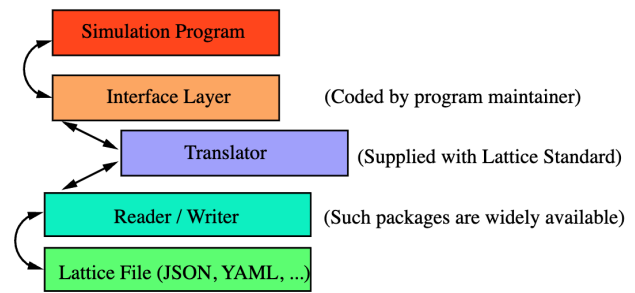 Simulation Program
Interface Layer (Coded by program maintainer)
Translator (Supplied with Lattice Standard)
Reader / Writer (Such packages are widely available)
Lattice File (JSON, YAML, ...)